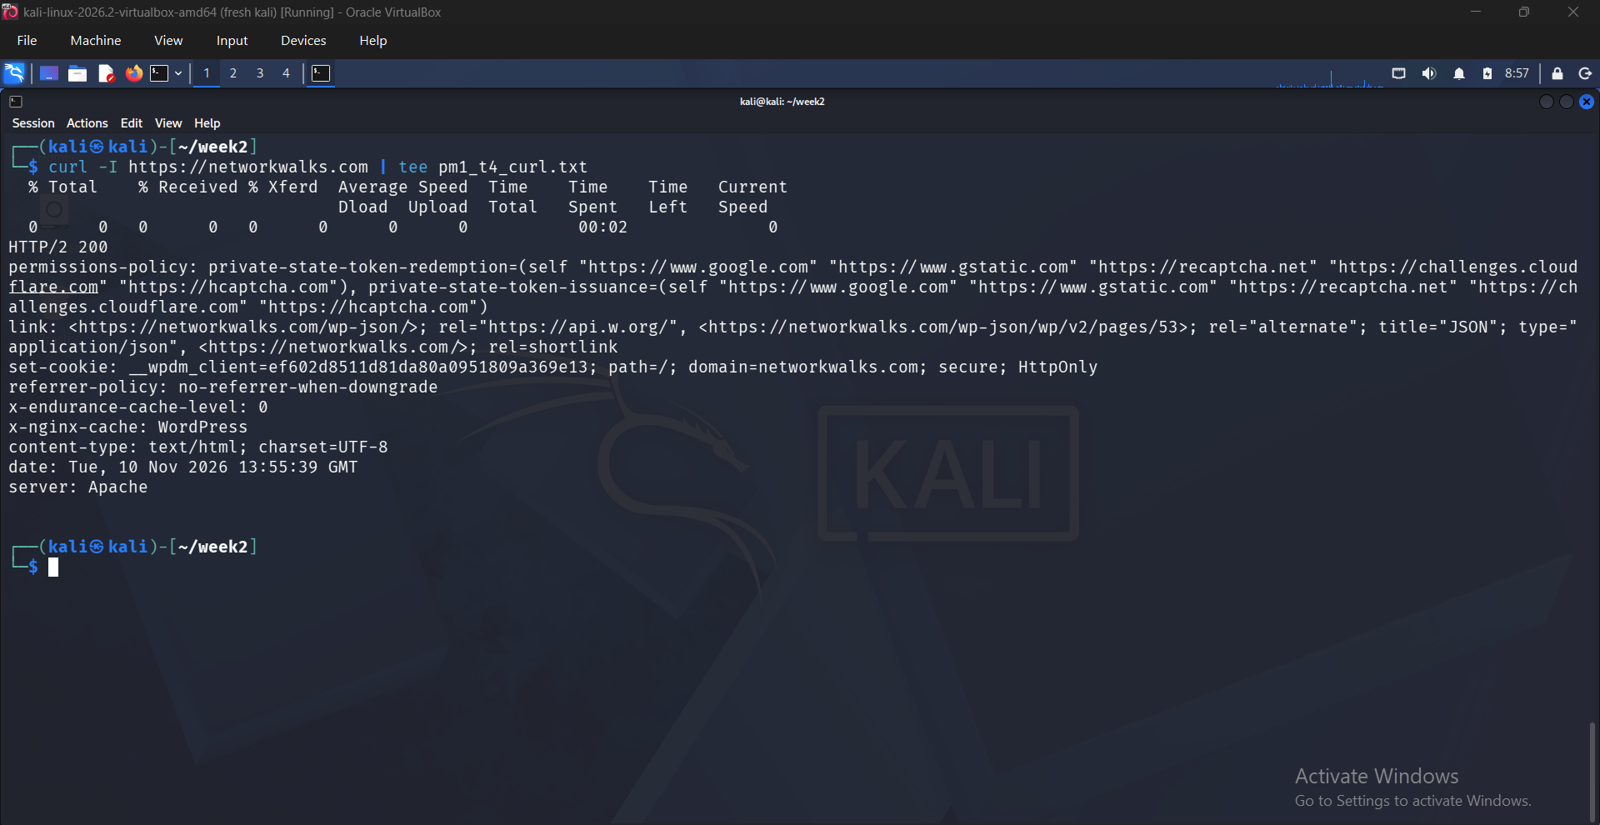 kali-linux-2026.2-virtualbox-amd64 (fresh kali) [Running] - Oracle VirtualBox
File Machine View Input Devices Help
1 2 3 4 8:57
kali@kali: ~/week2
Session Actions Edit View Help
┌──(kali㉿kali)-[~/week2]
└─$ curl -I https://networkwalks.com | tee pm1_t4_curl.txt
% Total % Received % Xferd Average Speed Time Time Time Current
Dload Upload Total Spent Left Speed
0 0 0 0 0 0 0 0 00:02 0
HTTP/2 200
permissions-policy: private-state-token-redemption=(self "https://www.google.com" "https://www.gstatic.com" "https://recaptcha.net" "https://challenges.cloud
flare.com" "https://hcaptcha.com"), private-state-token-issuance=(self "https://www.google.com" "https://www.gstatic.com" "https://recaptcha.net" "https://ch
allenges.cloudflare.com" "https://hcaptcha.com")
link: <https://networkwalks.com/wp-json/>; rel="https://api.w.org/", <https://networkwalks.com/wp-json/wp/v2/pages/53>; rel="alternate"; title="JSON"; type="
application/json", <https://networkwalks.com/>; rel=shortlink
set-cookie: __wpdm_client=ef602d8511d81da80a0951809a369e13; path=/; domain=networkwalks.com; secure; HttpOnly
referrer-policy: no-referrer-when-downgrade
x-endurance-cache-level: 0
x-nginx-cache: WordPress
content-type: text/html; charset=UTF-8
date: Tue, 10 Nov 2026 13:55:39 GMT
server: Apache
┌──(kali㉿kali)-[~/week2]
└─$
KALI
Activate Windows
Go to Settings to activate Windows.